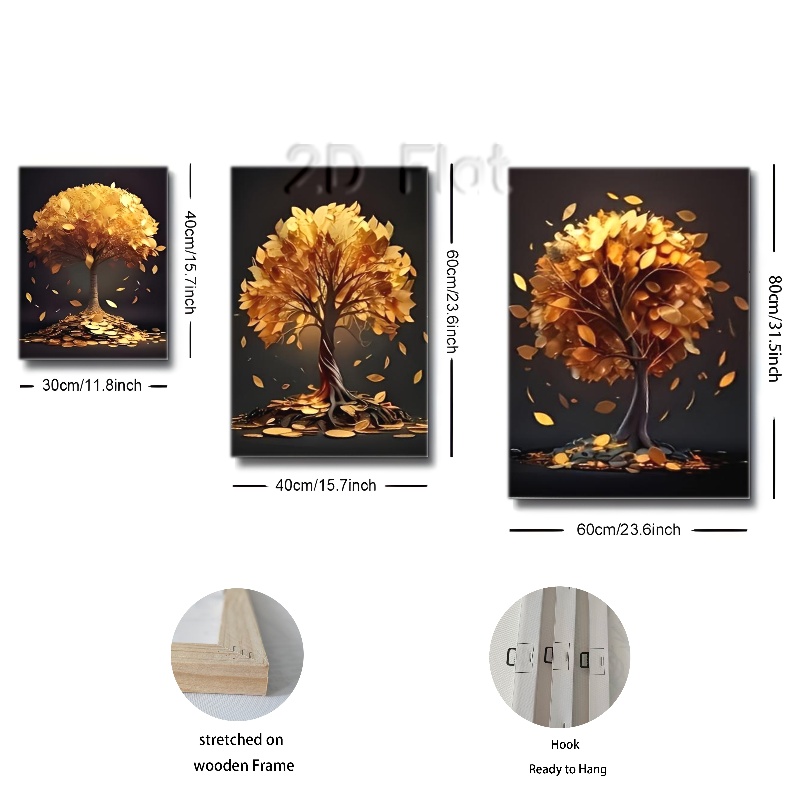 2D Flat
40cm/15.7inch
30cm/11.8inch
60cm/23.6inch
40cm/15.7inch
80cm/31.5inch
60cm/23.6inch
stretched on
wooden Frame
Hook
Ready to Hang